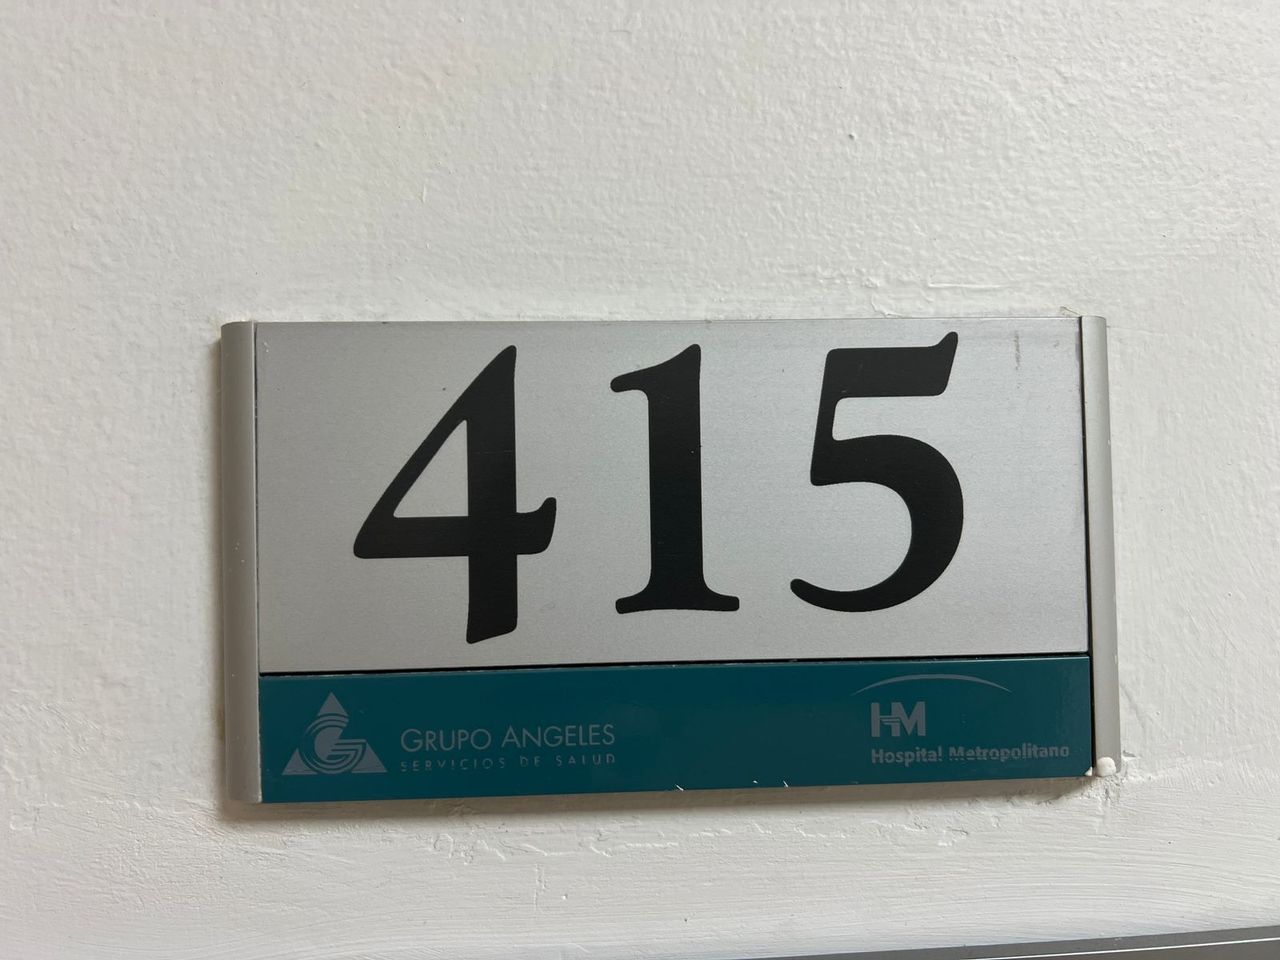 415
GRUPO ANGELES
SERVICIOS DE SALUD
HM
Hospital Metropolitano